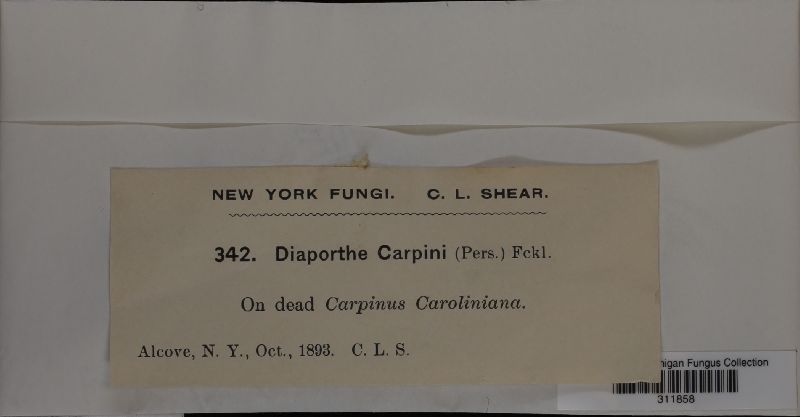 NEW YORK FUNGI. C. L. SHEAR.
342. Diaporthe Carpini (Pers.) Fckl.
On dead Carpinus Caroliniana.
Alcove, N. Y., Oct., 1893. C. L. S.
Fungus Collection
311858